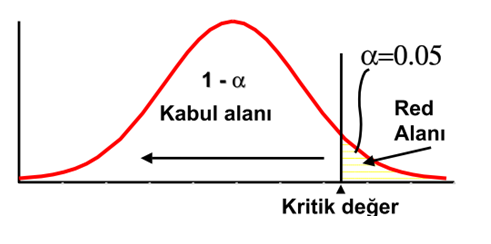 α=0.05
1 - α
Kabul alanı
Red
Alanı
Kritik değer